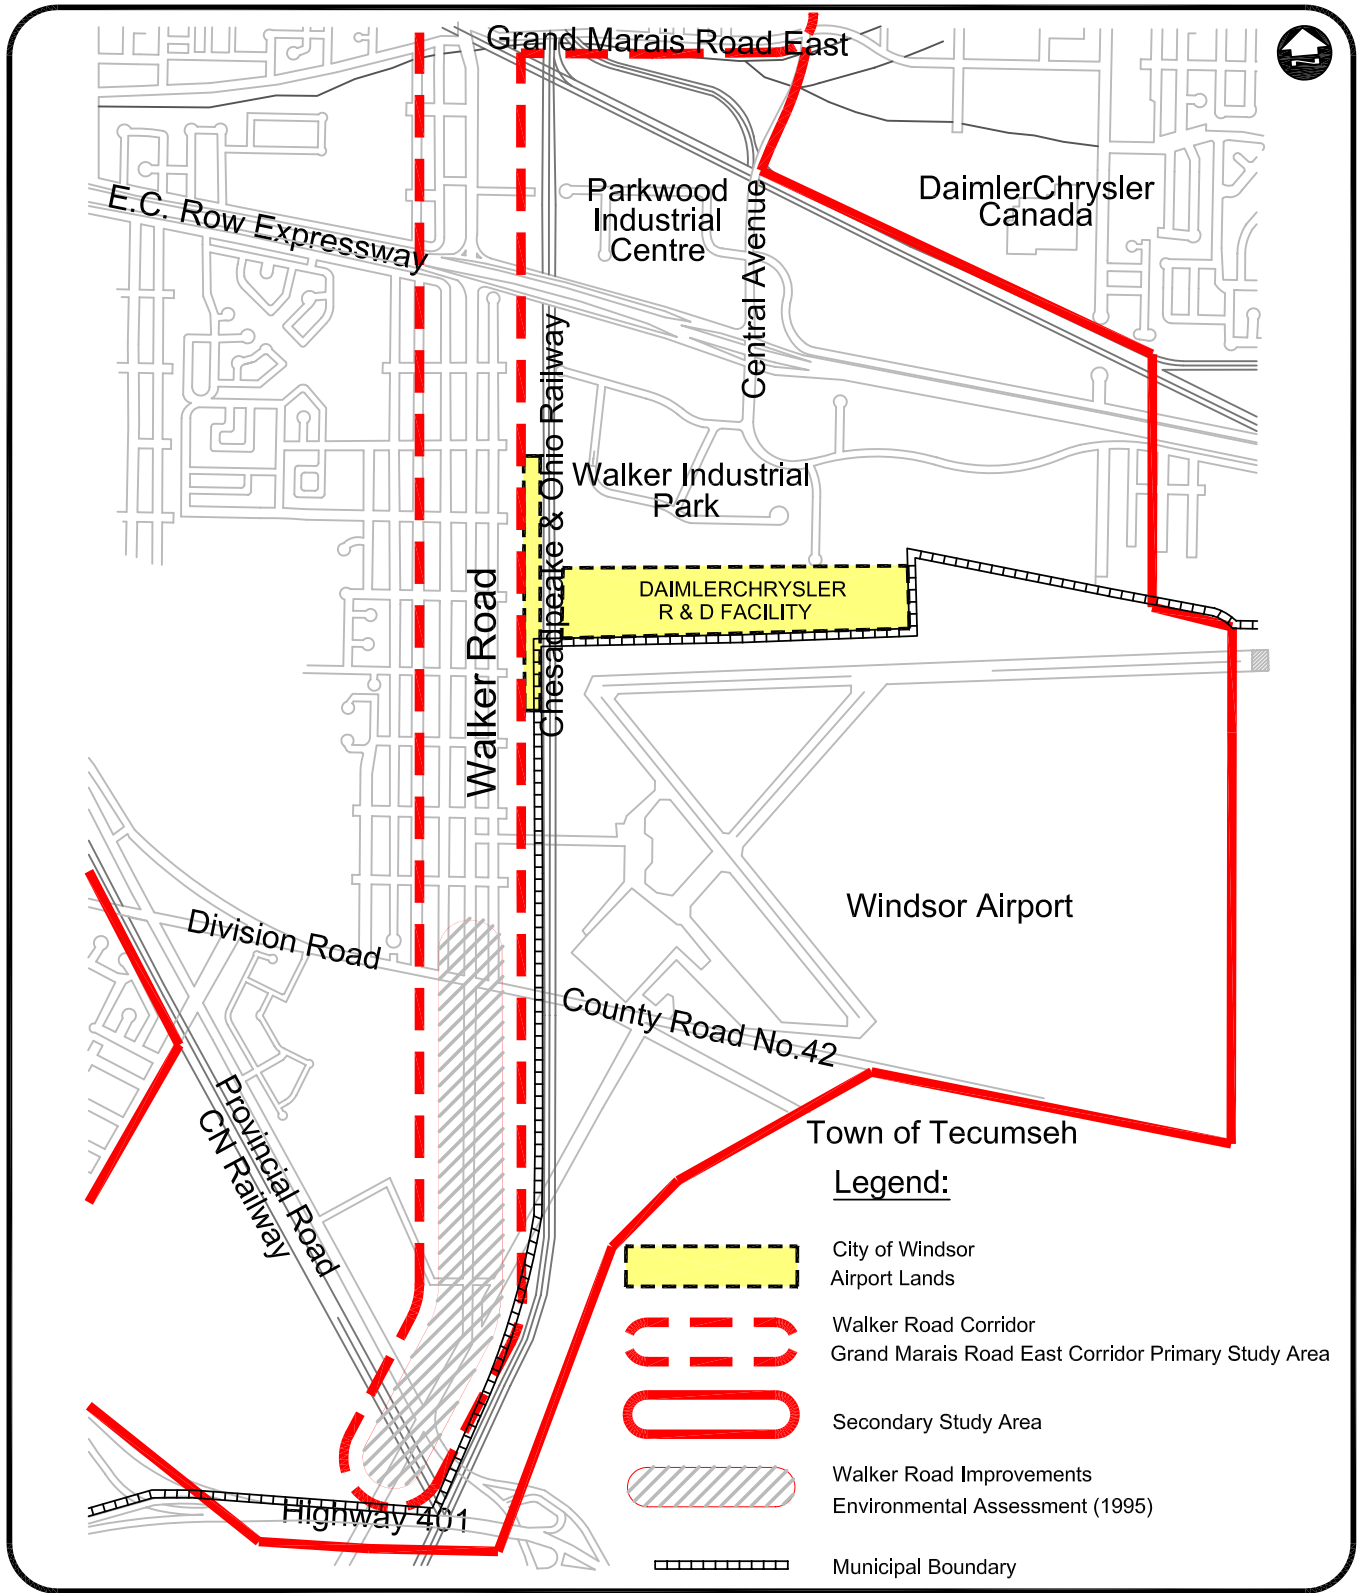 Grand Marais Road East
E.C. Row Expressway
Parkwood
Industrial
Centre
Central Avenue
DaimlerChrysler
Canada
Chesadpeake & Ohio Railway
Walker Industrial
Park
Walker Road
DAIMLERCHRYSLER
R & D FACILITY
Windsor Airport
Division Road
County Road No.42
Provincial Road
CN Railway
Town of Tecumseh
Legend:
City of Windsor
Airport Lands
Walker Road Corridor
Grand Marais Road East Corridor Primary Study Area
Secondary Study Area
Walker Road Improvements
Environmental Assessment (1995)
Highway 401
Municipal Boundary